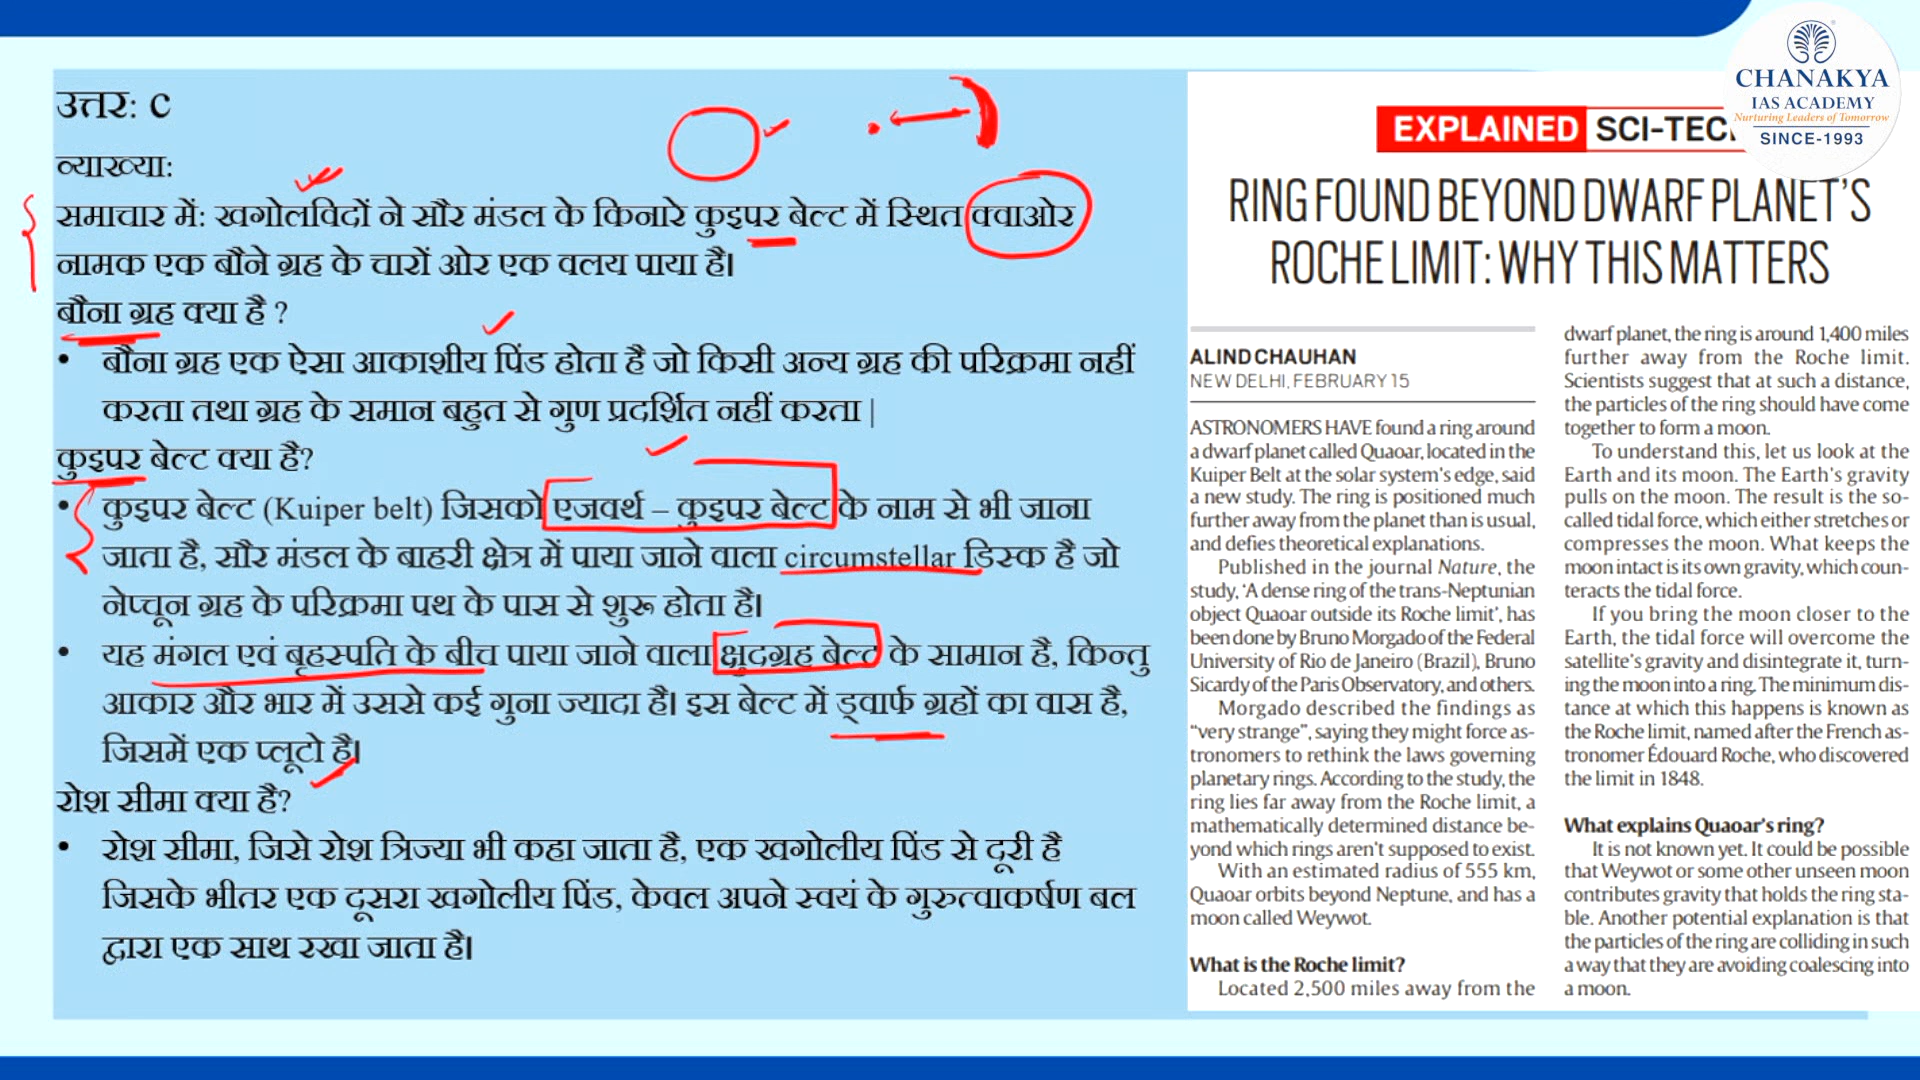 उत्तर: C
व्याख्या:
समाचार में: खगोलविदों ने सौर मंडल के किनारे कुइपर बेल्ट में स्थित क्वाओर
नामक एक बौने ग्रह के चारों ओर एक वलय पाया है।
बौना ग्रह क्या है ?
• बौना ग्रह एक ऐसा आकाशीय पिंड होता है जो किसी अन्य ग्रह की परिक्रमा नहीं
करता तथा ग्रह के समान बहुत से गुण प्रदर्शित नहीं करता |
कुइपर बेल्ट क्या है?
• कुइपर बेल्ट (Kuiper belt) जिसको एजवर्थ – कुइपर बेल्ट के नाम से भी जाना
जाता है, सौर मंडल के बाहरी क्षेत्र में पाया जाने वाला circumstellar डिस्क है जो
नेप्चून ग्रह के परिक्रमा पथ के पास से शुरू होता है।
• यह मंगल एवं बृहस्पति के बीच पाया जाने वाला क्षुदग्रह बेल्ट के सामान है, किन्तु
आकार और भार में उससे कई गुना ज्यादा है। इस बेल्ट में ड्वार्फ ग्रहों का वास है,
जिसमें एक प्लूटो है।
रोश सीमा क्या है?
• रोश सीमा, जिसे रोश त्रिज्या भी कहा जाता है, एक खगोलीय पिंड से दूरी है
जिसके भीतर एक दूसरा खगोलीय पिंड, केवल अपने स्वयं के गुरुत्वाकर्षण बल
द्वारा एक साथ रखा जाता है।
CHANAKYA
IAS ACADEMY
Nurturing Leaders of Tomorrow
SINCE-1993
EXPLAINED SCI-TEC
RING FOUND BEYOND DWARF PLANET'S
ROCHE LIMIT: WHY THIS MATTERS
ALIND CHAUHAN
NEW DELHI, FEBRUARY 15
ASTRONOMERS HAVE found a ring around
a dwarf planet called Quaoar, located in the
Kuiper Belt at the solar system's edge, said
a new study. The ring is positioned much
further away from the planet than is usual,
and defies theoretical explanations.
Published in the journal Nature, the
study, 'A dense ring of the trans-Neptunian
object Quaoar outside its Roche limit', has
been done by Bruno Morgado of the Federal
University of Rio de Janeiro (Brazil), Bruno
Sicardy of the Paris Observatory, and others.
Morgado described the findings as
"very strange", saying they might force as-
tronomers to rethink the laws governing
planetary rings. According to the study, the
ring lies far away from the Roche limit, a
mathematically determined distance be-
yond which rings aren't supposed to exist.
With an estimated radius of 555 km,
Quaoar orbits beyond Neptune, and has a
moon called Weywot.
What is the Roche limit?
Located 2,500 miles away from the
dwarf planet, the ring is around 1,400 miles
further away from the Roche limit.
Scientists suggest that at such a distance,
the particles of the ring should have come
together to form a moon.
To understand this, let us look at the
Earth and its moon. The Earth's gravity
pulls on the moon. The result is the so-
called tidal force, which either stretches or
compresses the moon. What keeps the
moon intact is its own gravity, which coun-
teracts the tidal force.
If you bring the moon closer to the
Earth, the tidal force will overcome the
satellite's gravity and disintegrate it, turn-
ing the moon into a ring. The minimum dis-
tance at which this happens is known as
the Roche limit, named after the French as-
tronomer Édouard Roche, who discovered
the limit in 1848.
What explains Quaoar's ring?
It is not known yet. It could be possible
that Weywot or some other unseen moon
contributes gravity that holds the ring sta-
ble. Another potential explanation is that
the particles of the ring are colliding in such
a way that they are avoiding coalescing into
a moon.